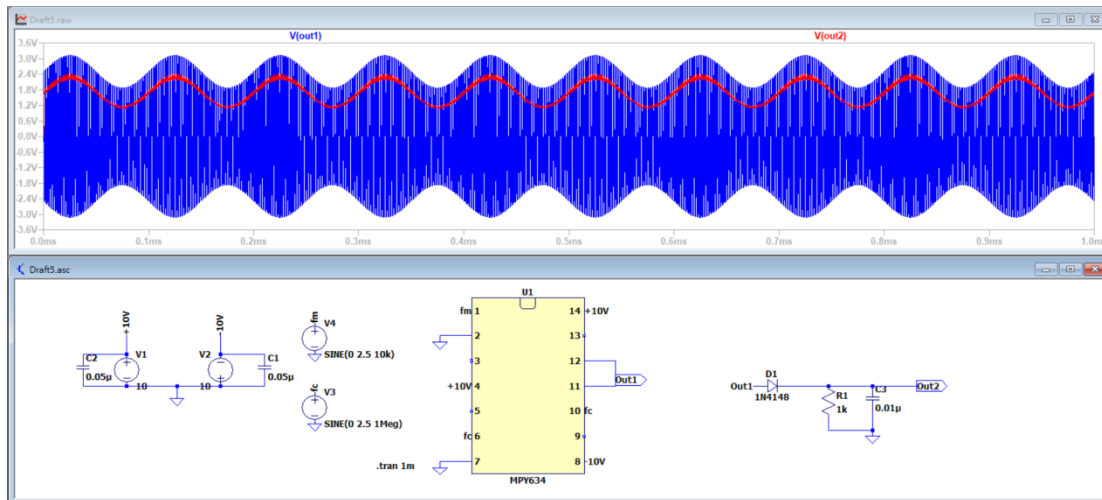 Draft5.raw
V(out1) V(out2)
3.6V
3.0V
2.4V
1.8V
1.2V
0.6V
0.0V
-0.6V
-1.2V
-1.8V
-2.4V
-3.0V
-3.6V
0.0ms 0.1ms 0.2ms 0.3ms 0.4ms 0.5ms 0.6ms 0.7ms 0.8ms 0.9ms 1.0ms
Draft5.asc
+10V
C2
0.05µ
V1
10
-10V
V2
10
C1
0.05µ
fm
V4
SINE(0 2.5 10k)
fc
V3
SINE(0 2.5 1Meg)
.tran 1m
U1
fm 1 14 +10V
2 13
3 12
+10V 4 11 Out1
5 10 fc
fc 6 9
7 8 -10V
MPY634
Out1
D1
1N4148
R1
1k
C3
0.01µ
Out2